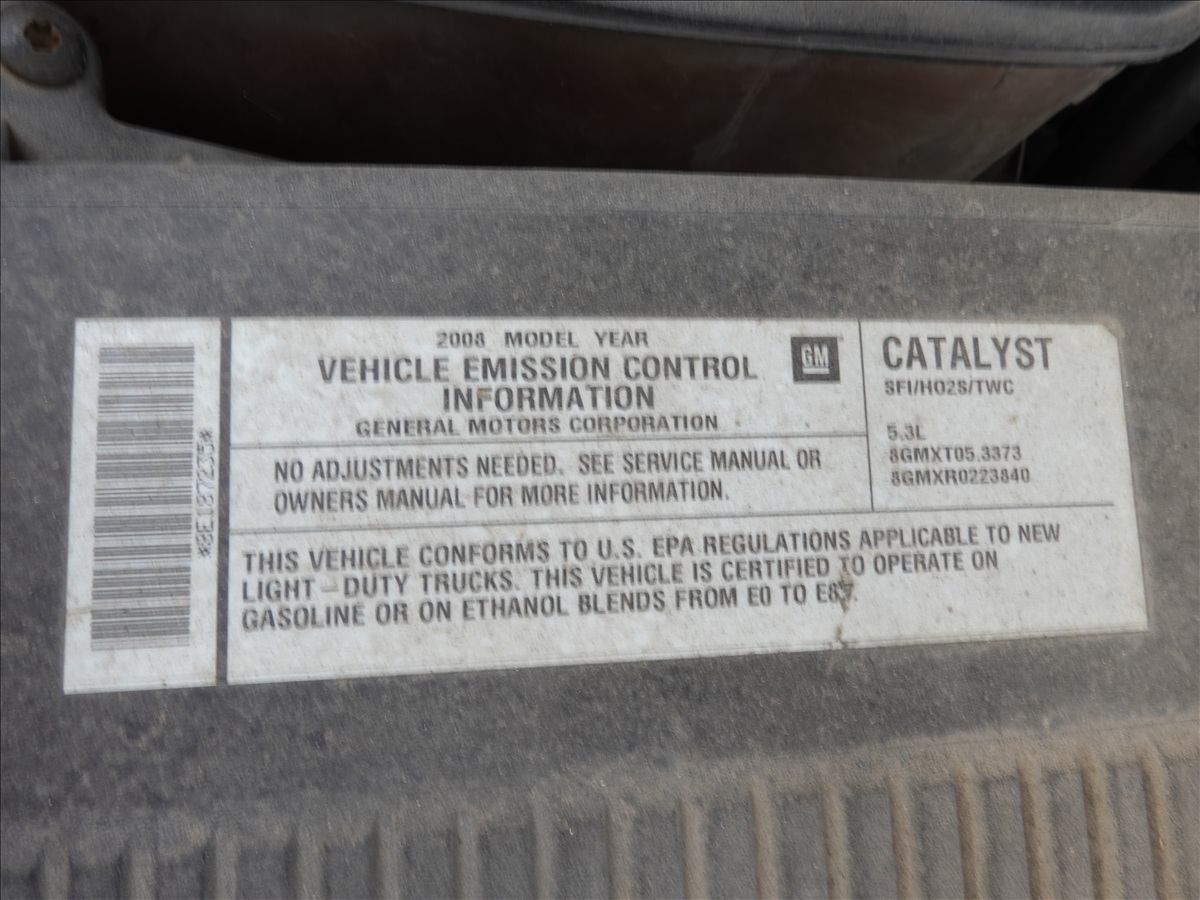 *8E187235*
2008 MODEL YEAR
VEHICLE EMISSION CONTROL
INFORMATION
GENERAL MOTORS CORPORATION
GM
NO ADJUSTMENTS NEEDED. SEE SERVICE MANUAL OR
OWNERS MANUAL FOR MORE INFORMATION.
CATALYST
SFI/HO2S/TWC
5.3L
8GMXT05.3373
8GMXR0223840
THIS VEHICLE CONFORMS TO U.S. EPA REGULATIONS APPLICABLE TO NEW
LIGHT-DUTY TRUCKS. THIS VEHICLE IS CERTIFIED TO OPERATE ON
GASOLINE OR ON ETHANOL BLENDS FROM E0 TO